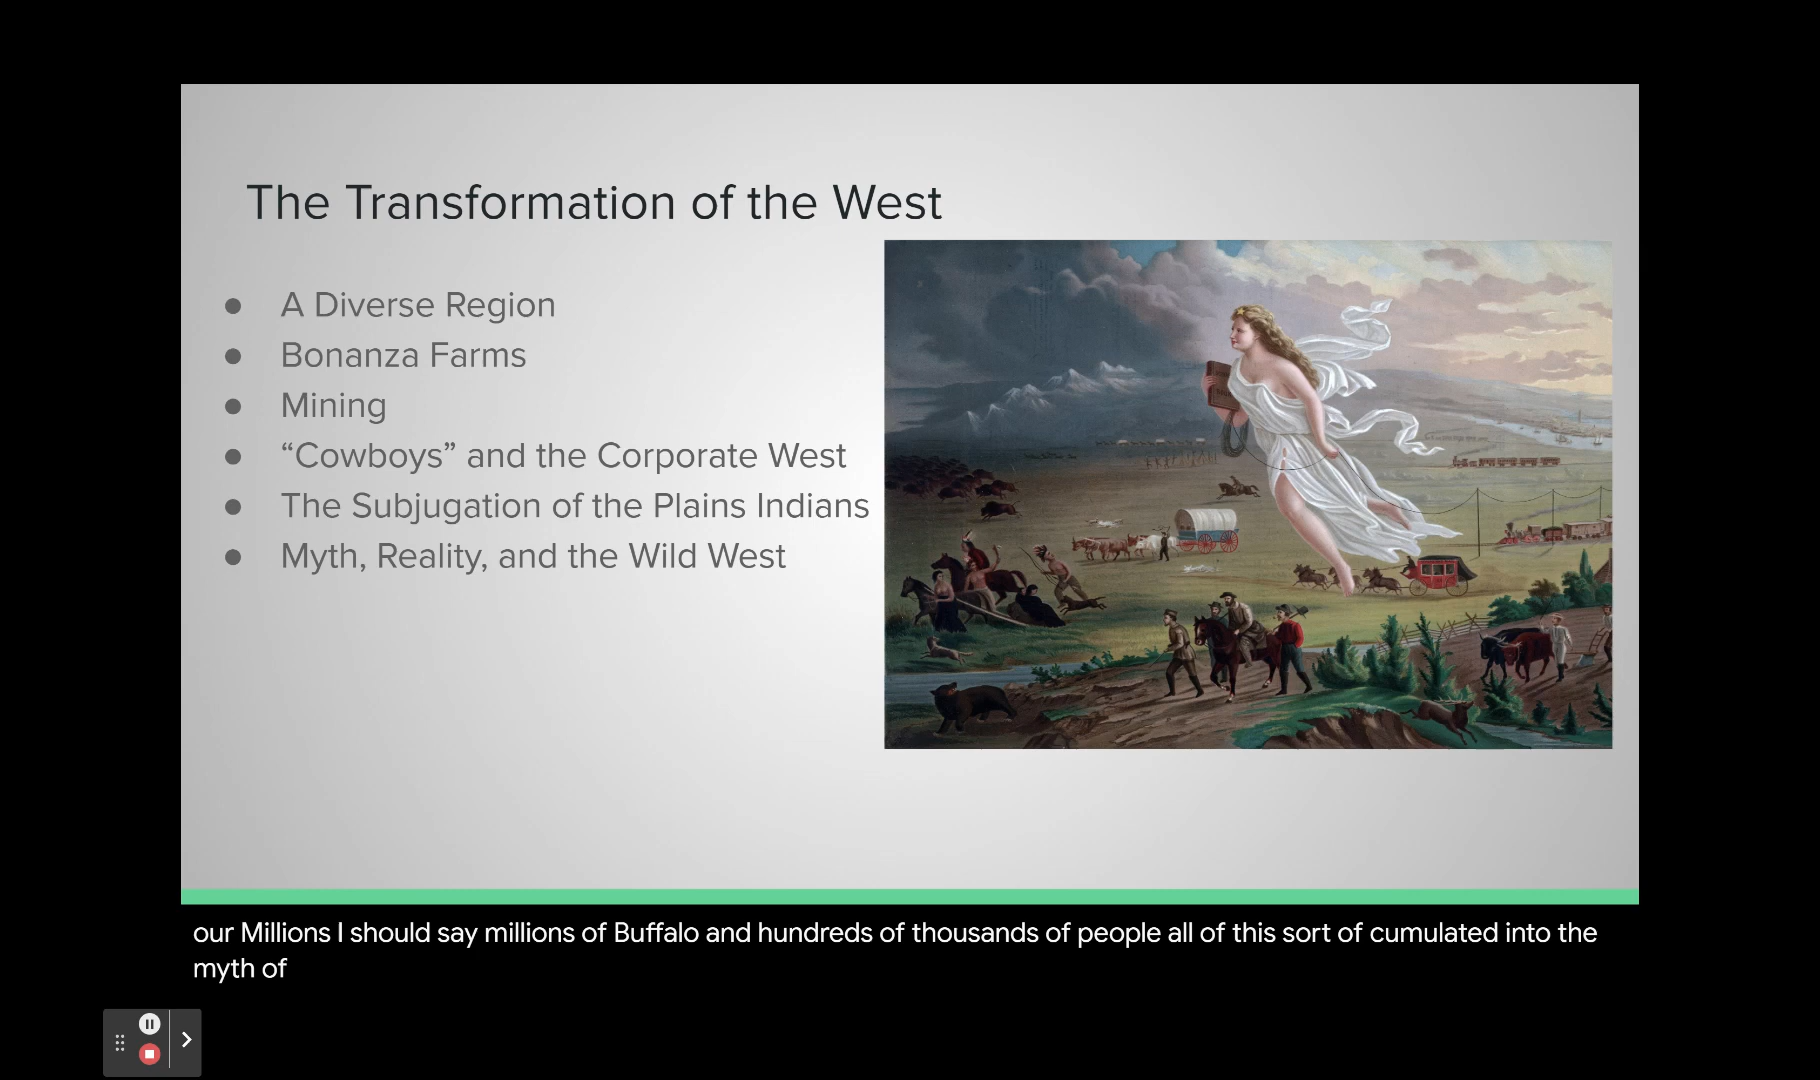 The Transformation of the West
● A Diverse Region
● Bonanza Farms
● Mining
● “Cowboys” and the Corporate West
● The Subjugation of the Plains Indians
● Myth, Reality, and the Wild West
our Millions I should say millions of Buffalo and hundreds of thousands of people all of this sort of cumulated into the
myth of